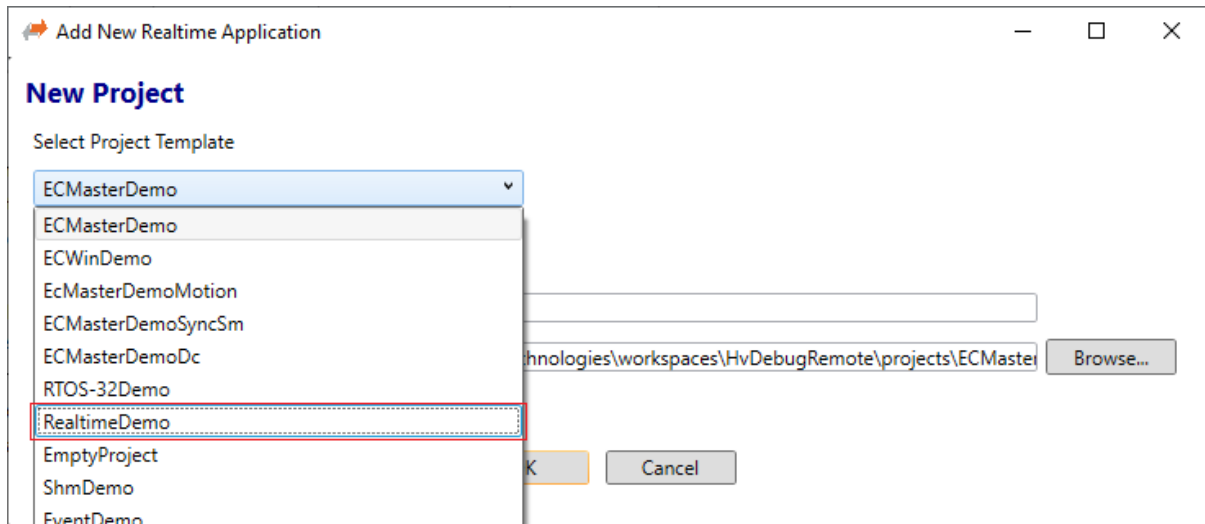 Add New Realtime Application
New Project
Select Project Template
ECMasterDemo
ECMasterDemo
ECWinDemo
EcMasterDemoMotion
ECMasterDemoSyncSm
ECMasterDemoDc
hnologies\workspaces\HvDebugRemote\projects\ECMaster
Browse...
RTOS-32Demo
RealtimeDemo
EmptyProject
K
Cancel
ShmDemo
EventDemo